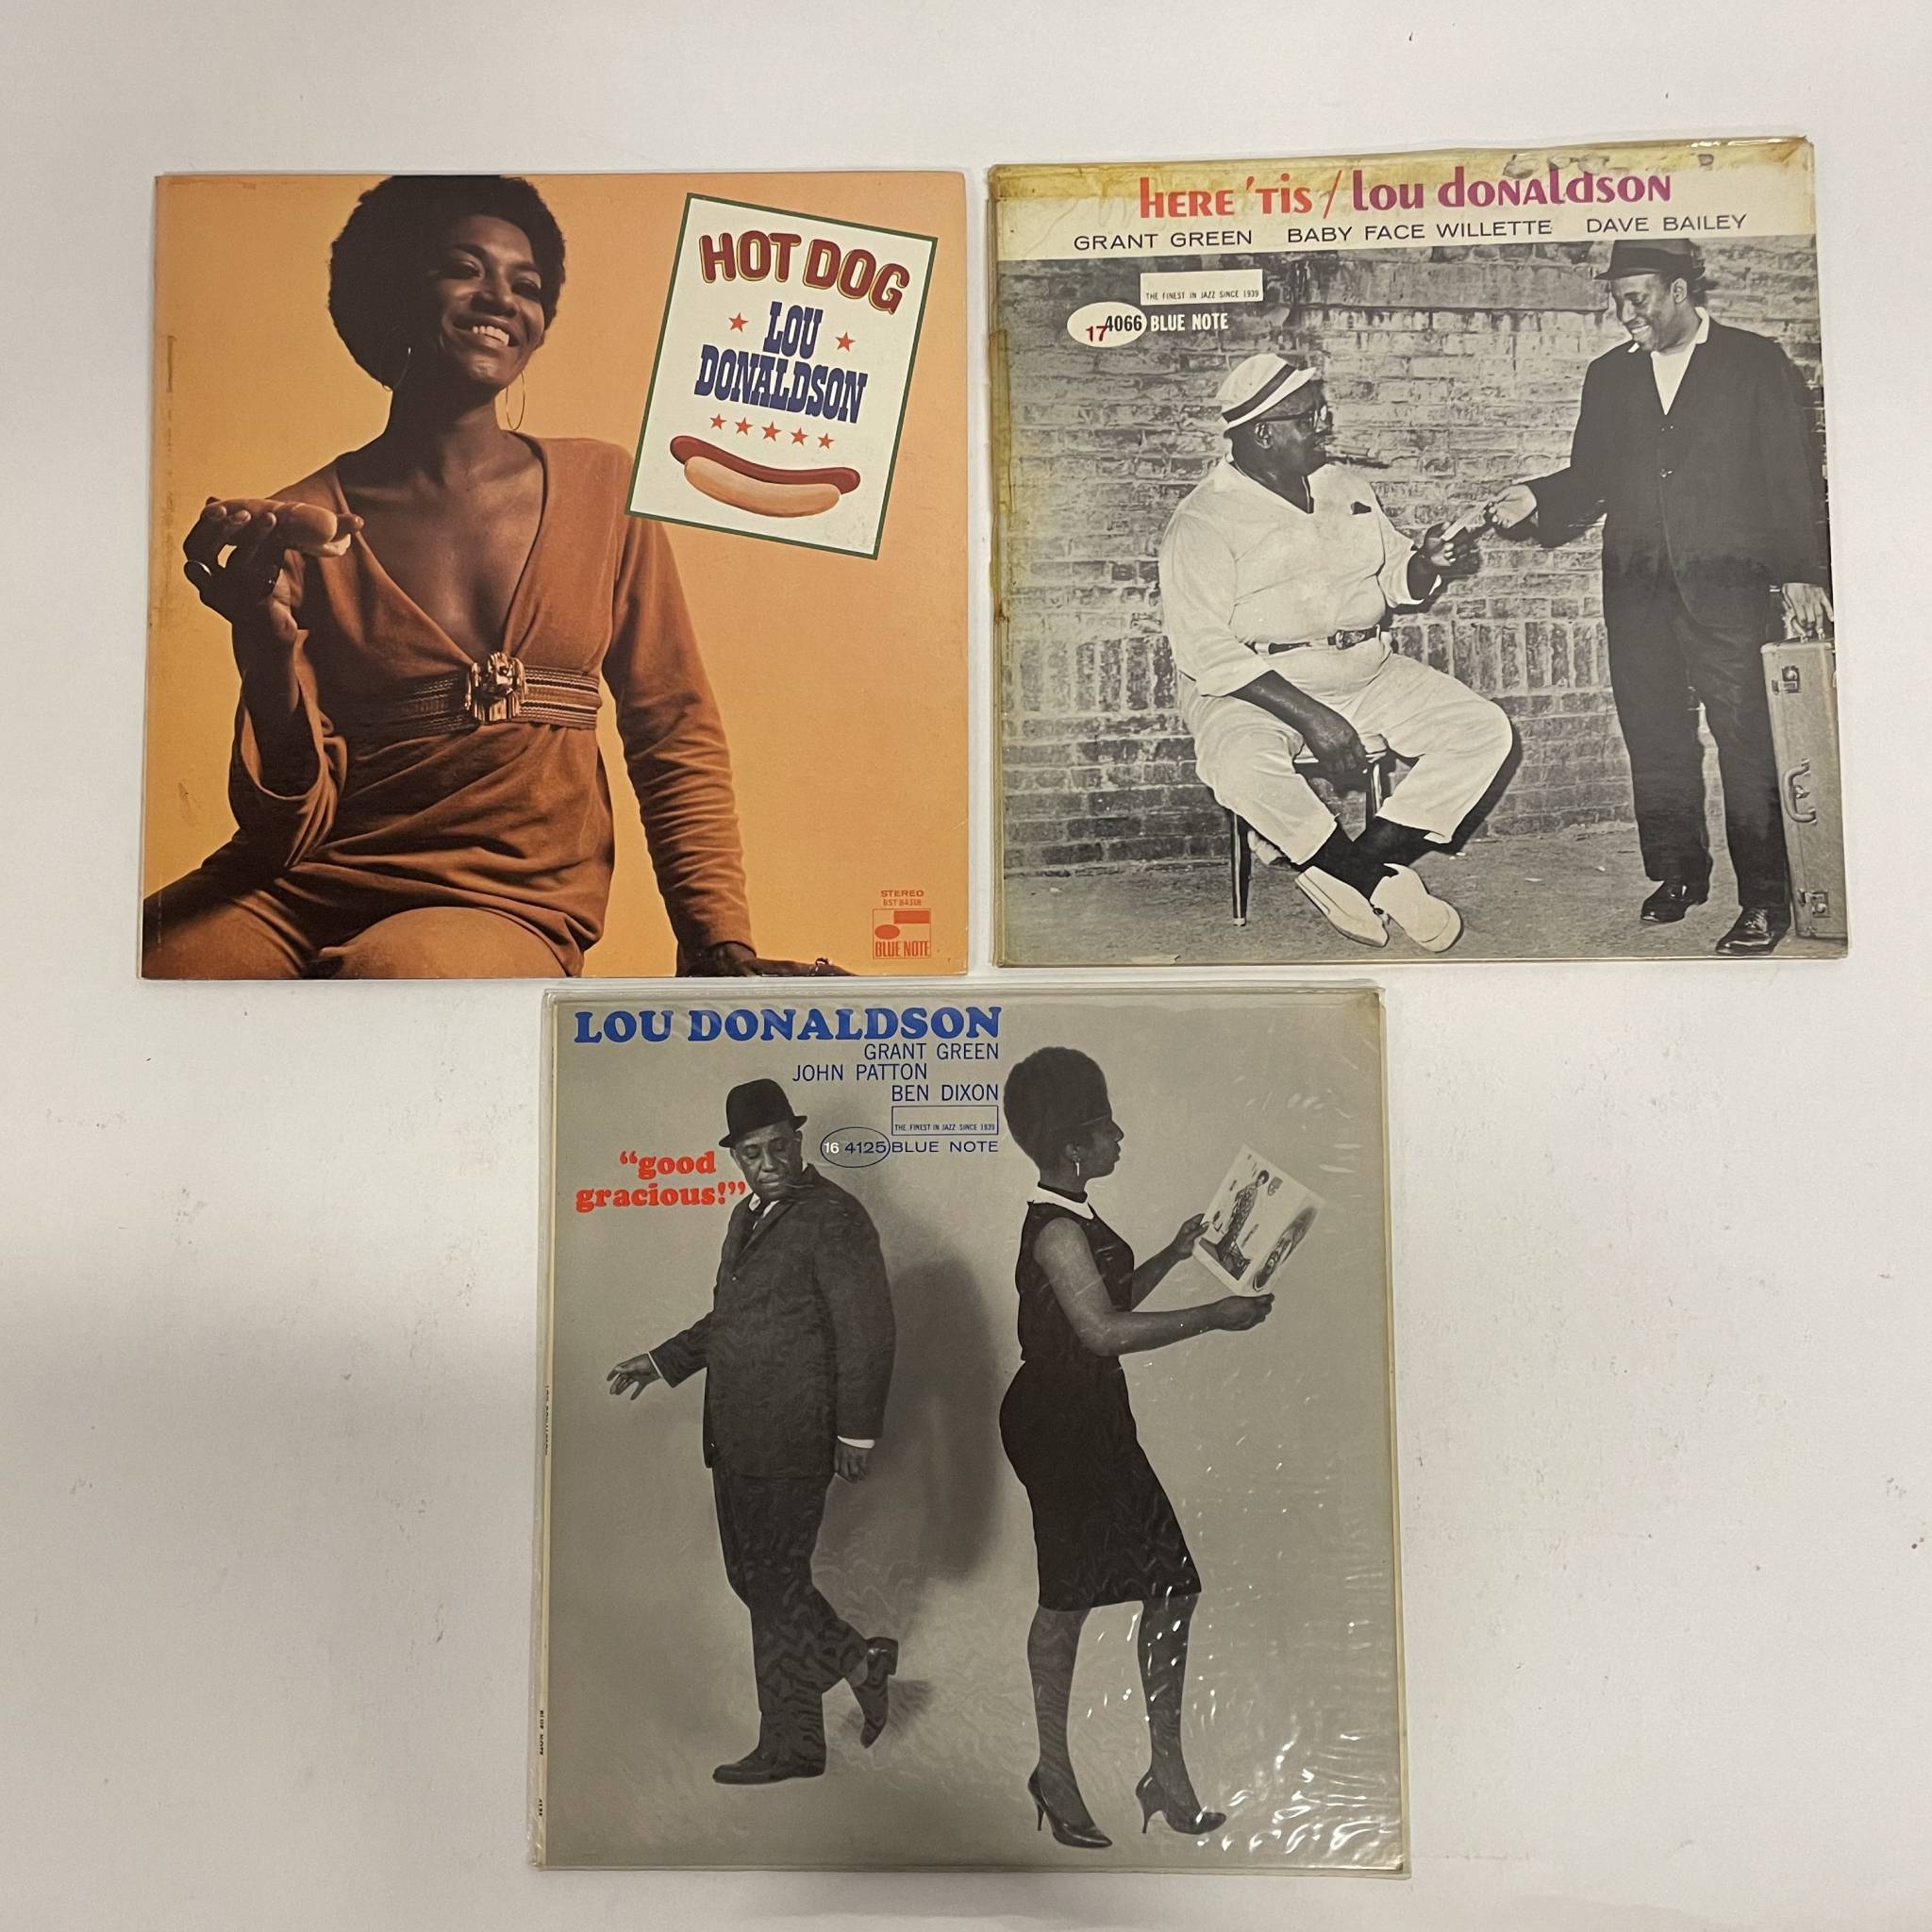 HOT DOG
LOU
DONALDSON
STEREO
BST 84318
BLUE NOTE
HERE 'TIS / LOU DONALDSON
GRANT GREEN BABY FACE WILLETTE DAVE BAILEY
THE FINEST IN JAZZ SINCE 1939
17 4066 BLUE NOTE
LOU DONALDSON
GRANT GREEN
JOHN PATTON
BEN DIXON
THE FINEST IN JAZZ SINCE 1939
16 4125 BLUE NOTE
“good
gracious!”